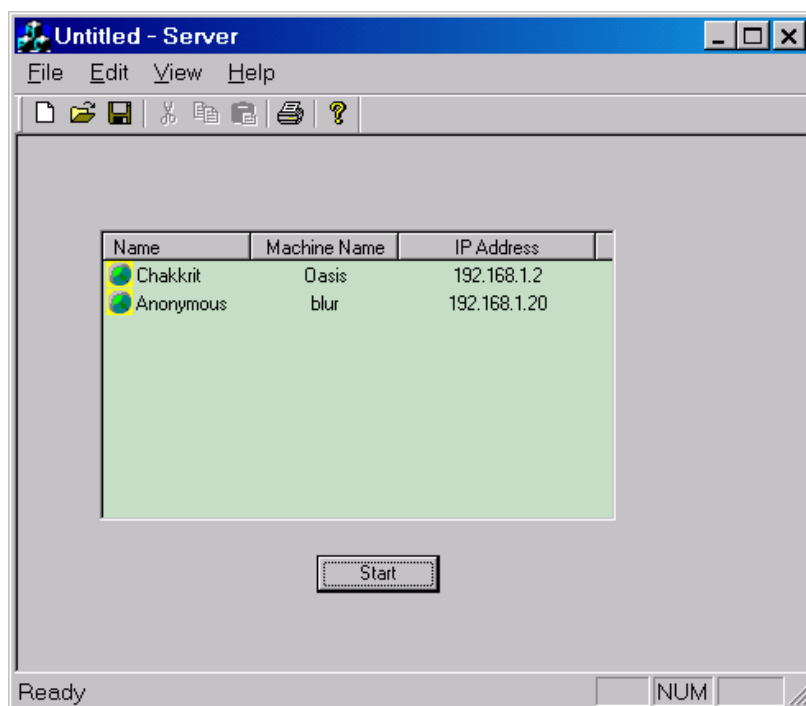 Untitled - Server
File Edit View Help
Name Machine Name IP Address
Chakkrit Oasis 192.168.1.2
Anonymous blur 192.168.1.20
Start
Ready NUM